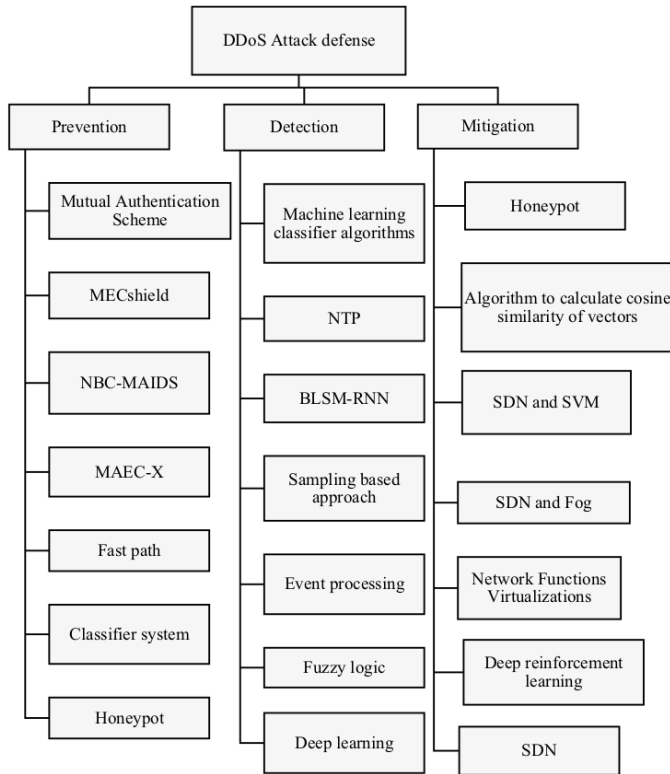 DDoS Attack defense
Prevention
Detection
Mitigation
Mutual Authentication
Scheme
MECshield
NBC-MAIDS
MAEC-X
Fast path
Classifier system
Honeypot
Machine learning
classifier algorithms
NTP
BLSM-RNN
Sampling based
approach
Event processing
Fuzzy logic
Deep learning
Honeypot
Algorithm to calculate cosine
similarity of vectors
SDN and SVM
SDN and Fog
Network Functions
Virtualizations
Deep reinforcement
learning
SDN